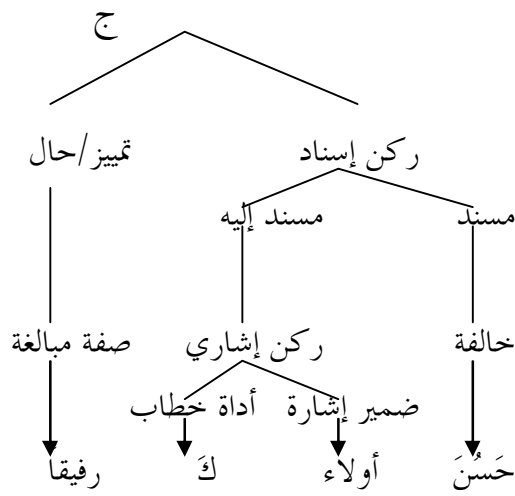 ج
ركن إسناد تمييز/حال
مسند مسند إليه
خالفة ركن إشاري صفة مبالغة
ضمير إشارة أداة خطاب
حَسُنَ أولاء كَ رفيقا